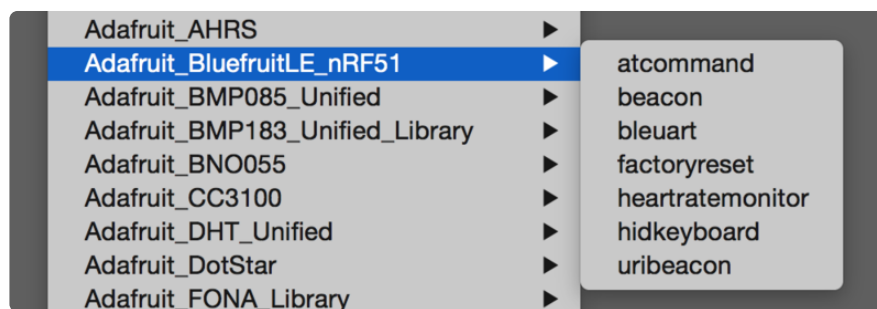 Adafruit_AHRS
Adafruit_BluefruitLE_nRF51
Adafruit_BMP085_Unified
Adafruit_BMP183_Unified_Library
Adafruit_BNO055
Adafruit_CC3100
Adafruit_DHT_Unified
Adafruit_DotStar
Adafruit_FONA_Library
atcommand
beacon
bleuart
factoryreset
heartratemonitor
hidkeyboard
uribeacon